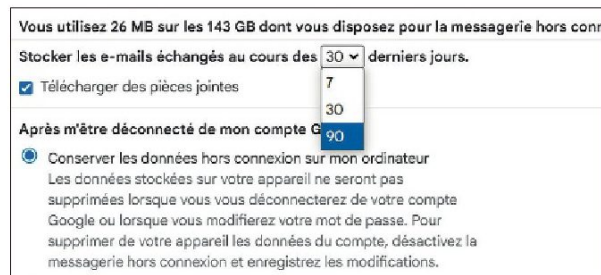 Vous utilisez 26 MB sur les 143 GB dont vous disposez pour la messagerie hors conn
Stocker les e-mails échangés au cours des 30 derniers jours.
Télécharger des pièces jointes
7
30
90
Après m'être déconnecté de mon compte G
Conserver les données hors connexion sur mon ordinateur
Les données stockées sur votre appareil ne seront pas
supprimées lorsque vous vous déconnecterez de votre compte
Google ou lorsque vous modifierez votre mot de passe. Pour
supprimer de votre appareil les données du compte, désactivez la
messagerie hors connexion et enregistrez les modifications.